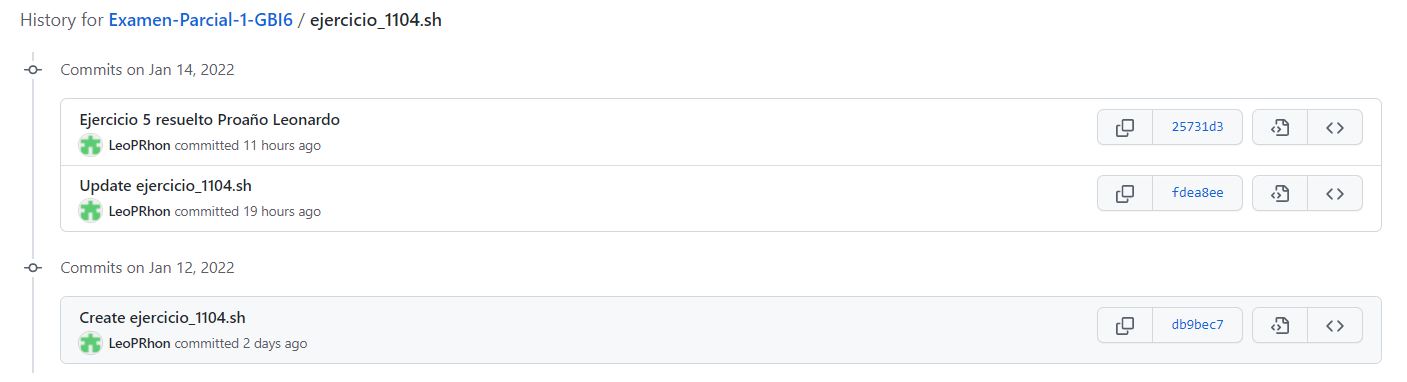 History for Examen-Parcial-1-GBI6 / ejercicio_1104.sh
Commits on Jan 14, 2022
Ejercicio 5 resuelto Proaño Leonardo
25731d3
LeoPRhon committed 11 hours ago
Update ejercicio_1104.sh
fdea8ee
LeoPRhon committed 19 hours ago
Commits on Jan 12, 2022
Create ejercicio_1104.sh
db9bec7
LeoPRhon committed 2 days ago